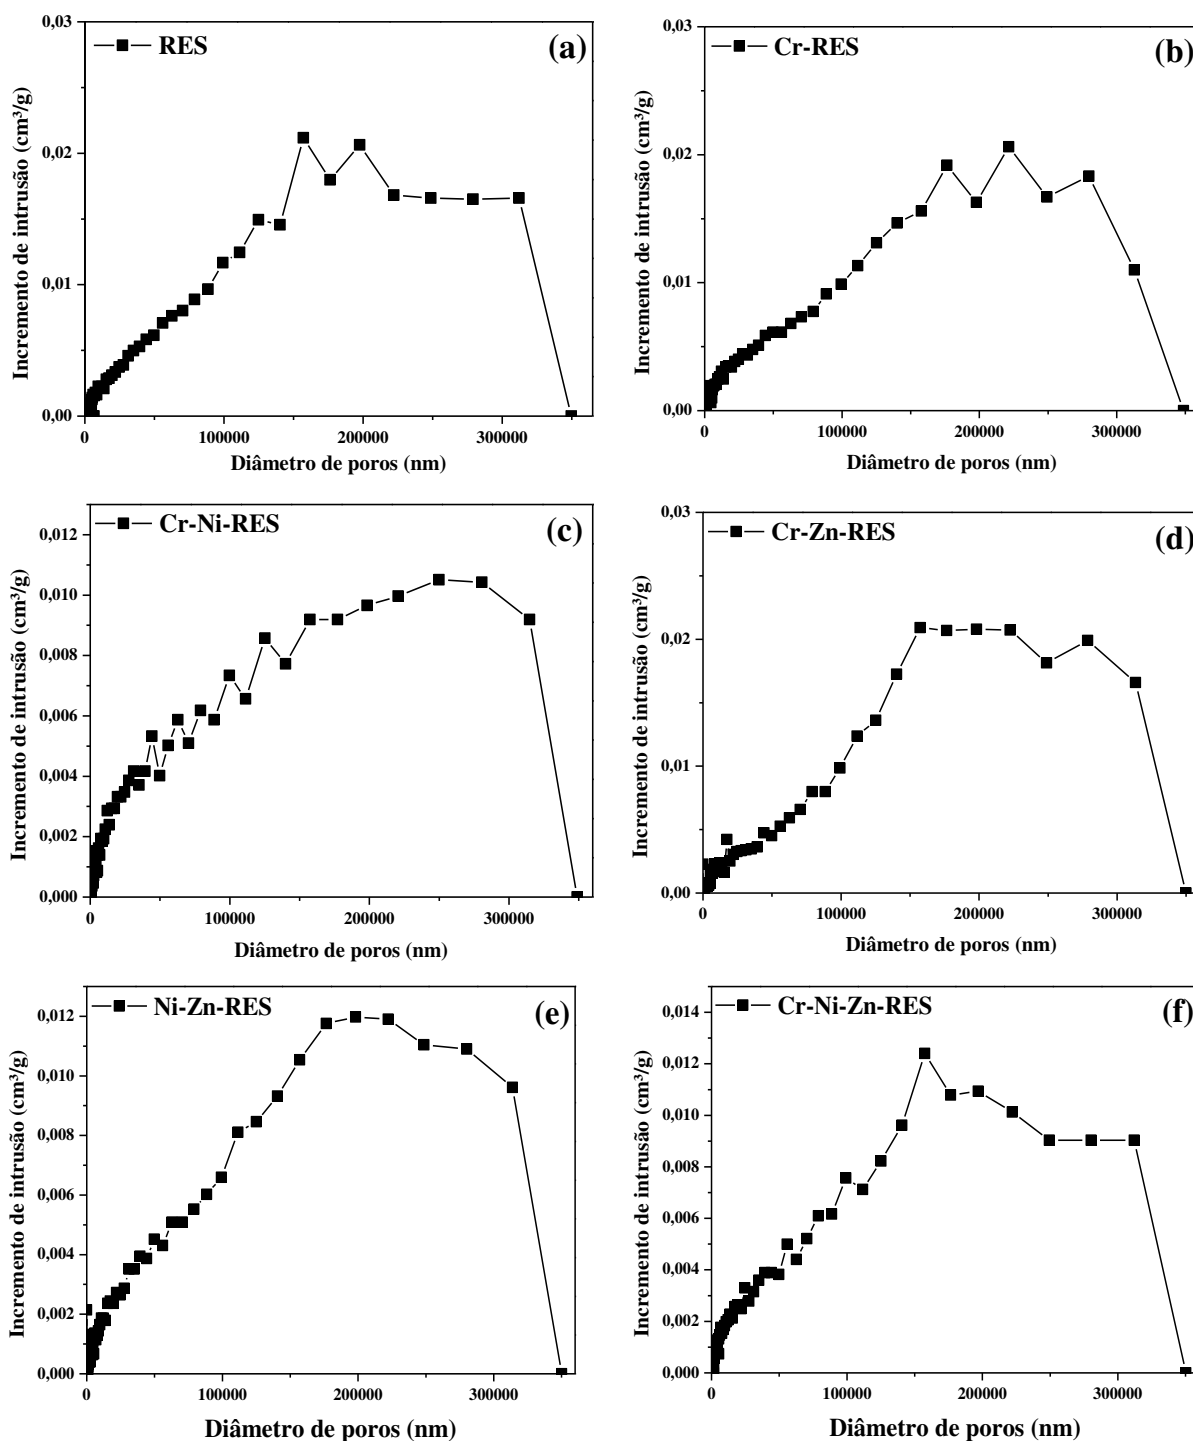 RES
(a)
0,03
0,02
0,01
0,00
Incremento de intrusão (cm³/g)
0 100000 200000 300000
Diâmetro de poros (nm)
Cr-RES
(b)
0,03
0,02
0,01
0,00
Incremento de intrusão (cm³/g)
0 100000 200000 300000
Diâmetro de poros (nm)
Cr-Ni-RES
(c)
0,012
0,010
0,008
0,006
0,004
0,002
0,000
Incremento de intrusão (cm³/g)
0 100000 200000 300000
Diâmetro de poros (nm)
Cr-Zn-RES
(d)
0,03
0,02
0,01
0,00
Incremento de intrusão (cm³/g)
0 100000 200000 300000
Diâmetro de poros (nm)
Ni-Zn-RES
(e)
0,012
0,010
0,008
0,006
0,004
0,002
0,000
Incremento de intrusão (cm³/g)
0 100000 200000 300000
Diâmetro de poros (nm)
Cr-Ni-Zn-RES
(f)
0,014
0,012
0,010
0,008
0,006
0,004
0,002
0,000
Incremento de intrusão (cm³/g)
0 100000 200000 300000
Diâmetro de poros (nm)